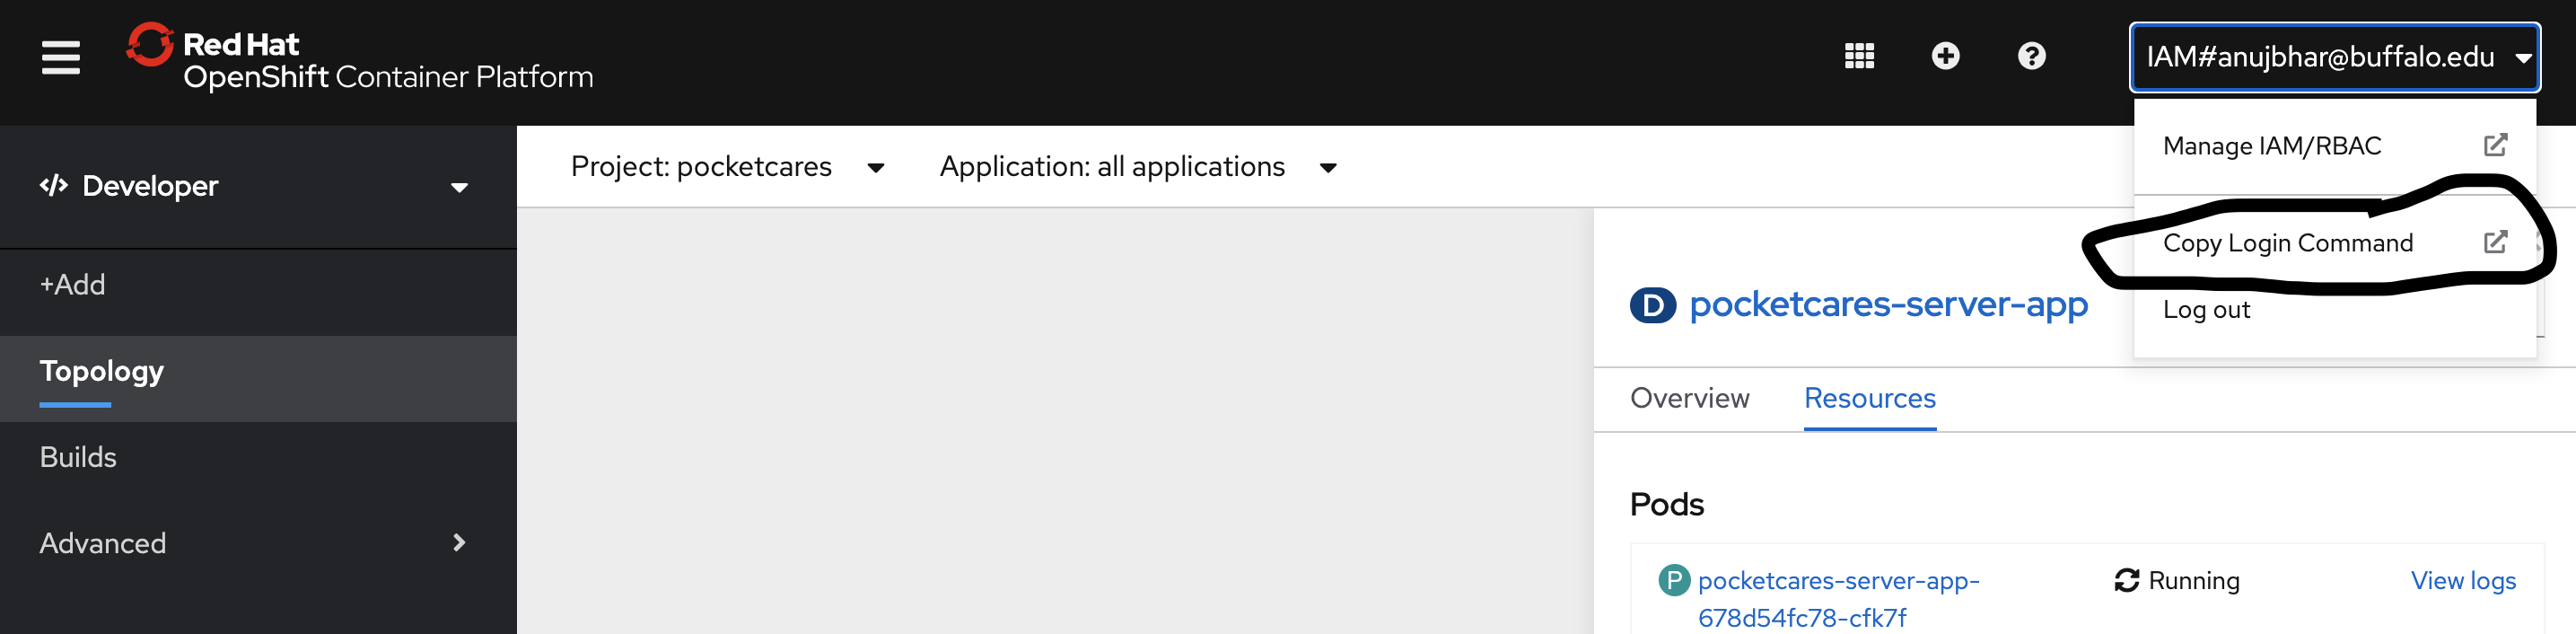 Red Hat
OpenShift Container Platform
IAM#anujbhar@buffalo.edu
Manage IAM/RBAC
Copy Login Command
Log out
</> Developer
+Add
Topology
Builds
Advanced
Project: pocketcares
Application: all applications
D pocketcares-server-app
Overview Resources
Pods
P pocketcares-server-app-
678d54fc78-cfk7f
Running
View logs